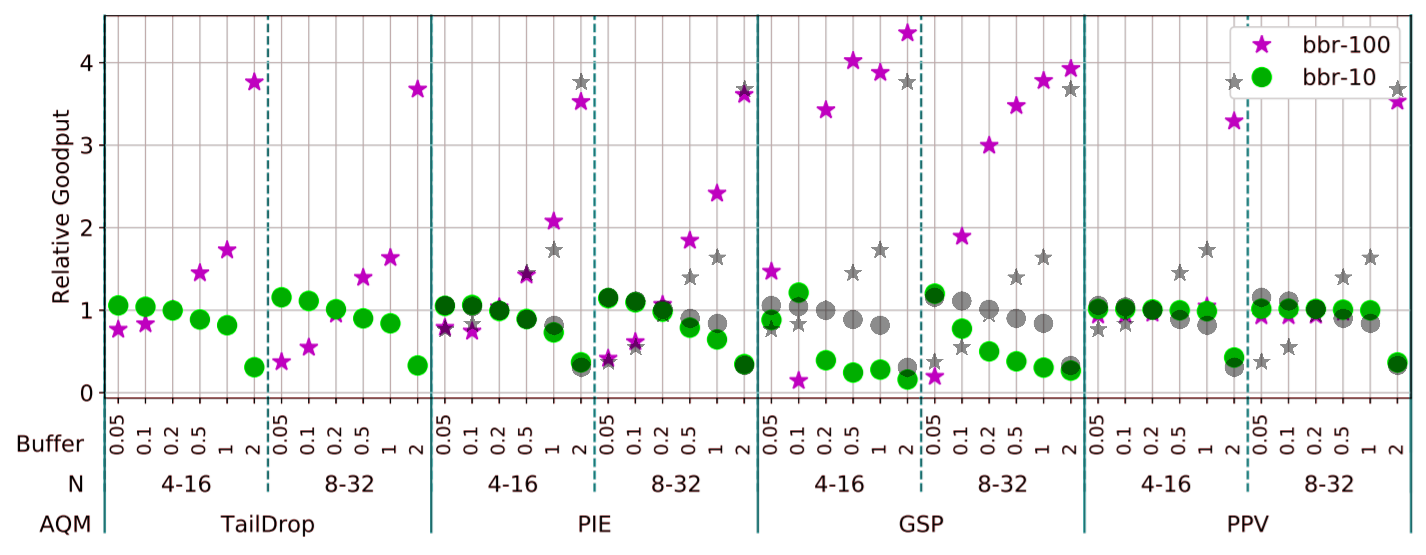 bbr-100
bbr-10
Relative Goodput
4
3
2
1
0
Buffer 0.05 0.1 0.2 0.5 1 2 0.05 0.1 0.2 0.5 1 2 0.05 0.1 0.2 0.5 1 2 0.05 0.1 0.2 0.5 1 2 0.05 0.1 0.2 0.5 1 2 0.05 0.1 0.2 0.5 1 2 0.05 0.1 0.2 0.5 1 2 0.05 0.1 0.2 0.5 1 2
N 4-16 8-32 4-16 8-32 4-16 8-32 4-16 8-32
AQM TailDrop PIE GSP PPV